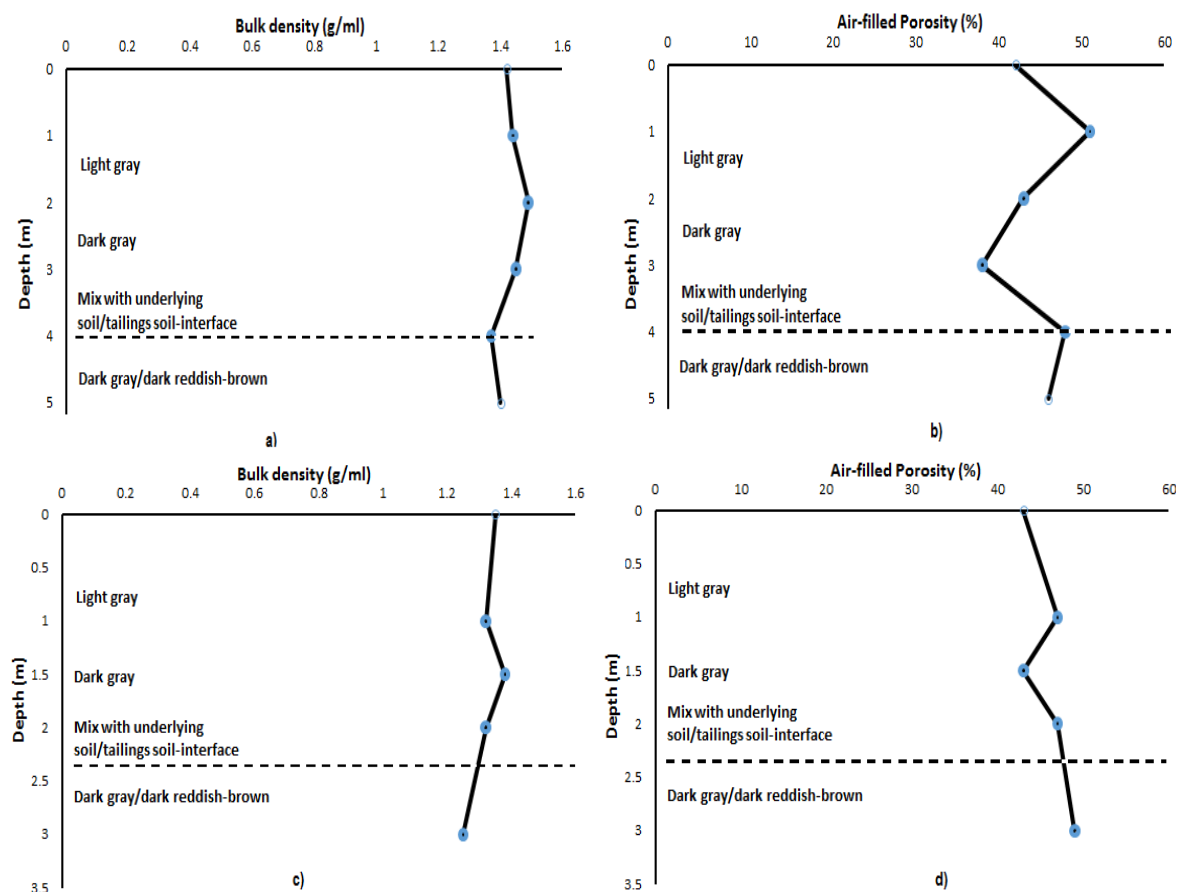 Bulk density (g/ml)
0 0.2 0.4 0.6 0.8 1 1.2 1.4 1.6
0
1
2
3
4
5
Depth (m)
Light gray
Dark gray
Mix with underlying
soil/tailings soil-interface
Dark gray/dark reddish-brown
a)
Air-filled Porosity (%)
0 10 20 30 40 50 60
0
1
2
3
4
5
Depth (m)
Light gray
Dark gray
Mix with underlying
soil/tailings soil-interface
Dark gray/dark reddish-brown
b)
Bulk density (g/ml)
0 0.2 0.4 0.6 0.8 1 1.2 1.4 1.6
0
0.5
1
1.5
2
2.5
3
3.5
Depth (m)
Light gray
Dark gray
Mix with underlying
soil/tailings soil-interface
Dark gray/dark reddish-brown
c)
Air-filled Porosity (%)
0 10 20 30 40 50 60
0
0.5
1
1.5
2
2.5
3
3.5
Depth (m)
Light gray
Dark gray
Mix with underlying
soil/tailings soil-interface
Dark gray/dark reddish-brown
d)